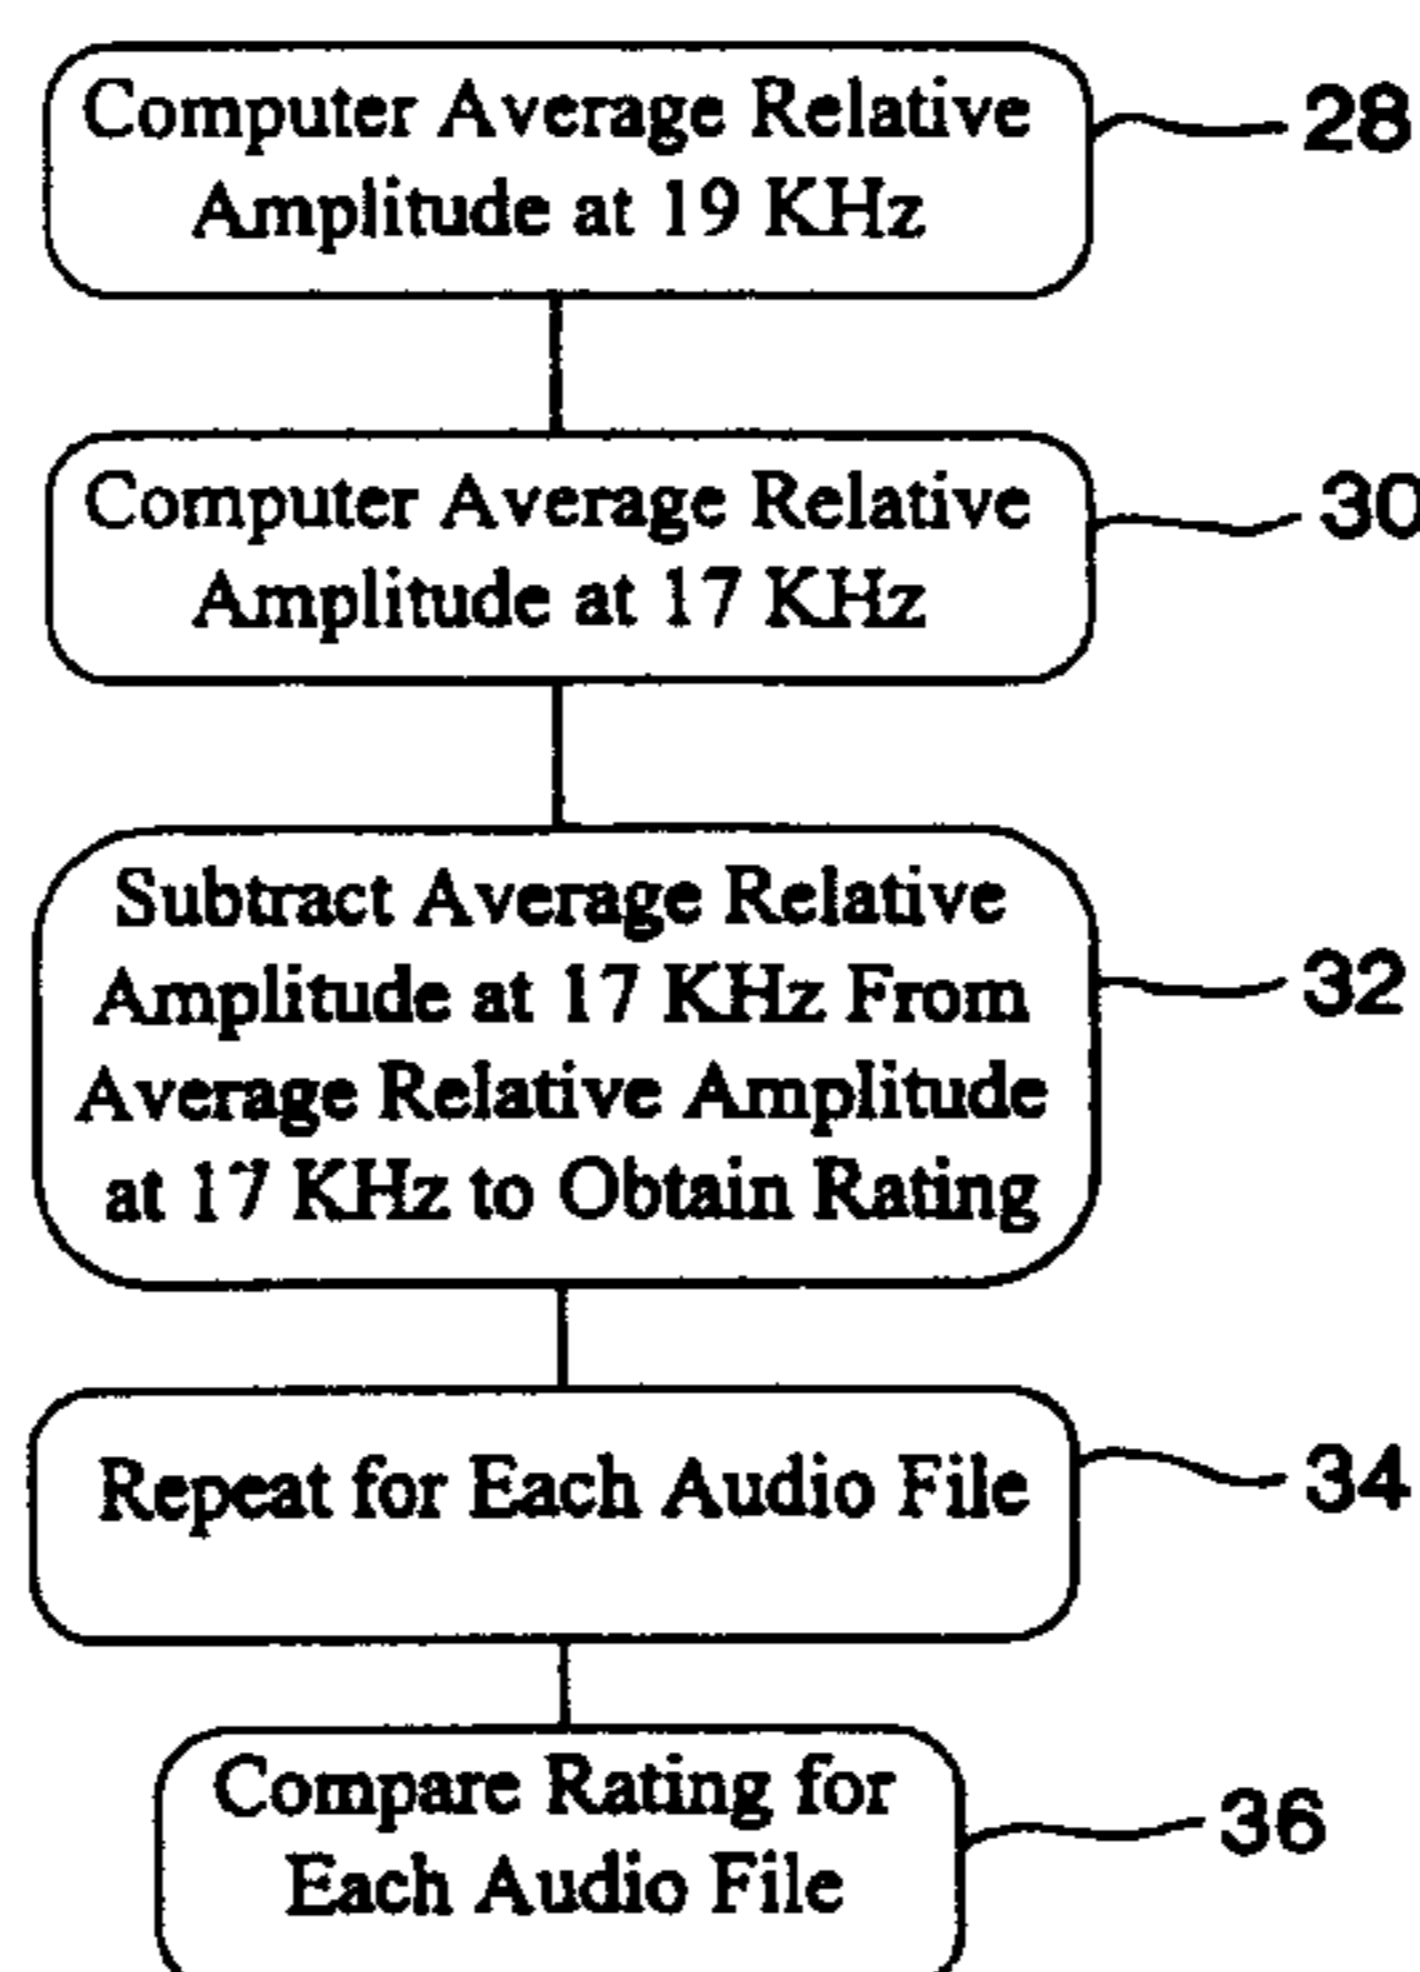 Computer Average Relative
Amplitude at 19 KHz
28
Computer Average Relative
Amplitude at 17 KHz
30
Subtract Average Relative
Amplitude at 17 KHz From
Average Relative Amplitude
at 17 KHz to Obtain Rating
32
Repeat for Each Audio File
34
Compare Rating for
Each Audio File
36